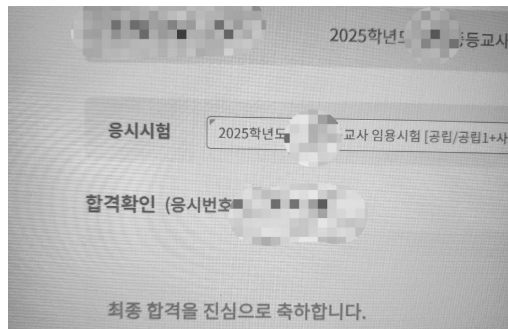 2025학년도 등교사
응시시험
2025학년도 교사 임용시험 [공립/공립1+사
합격확인 (응시번호
최종 합격을 진심으로 축하합니다.